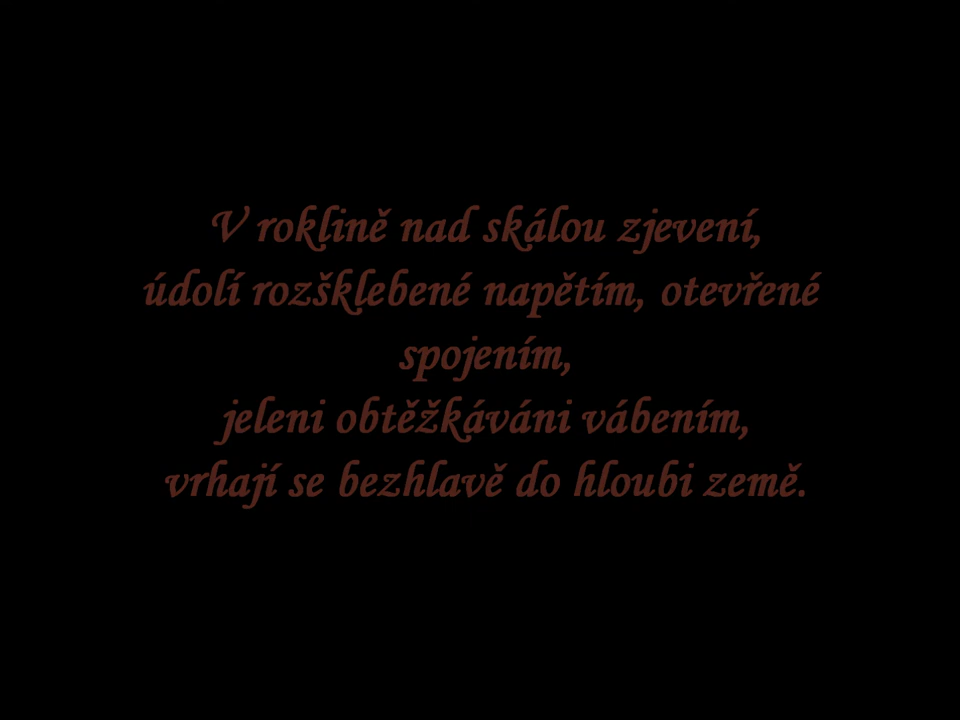 V roklině nad skálou zjevení,
údolí rozšklebené napětím, otevřené
spojením,
jeleni obtěžkáváni vábením,
vrhají se bezhlavě do hloubi země.